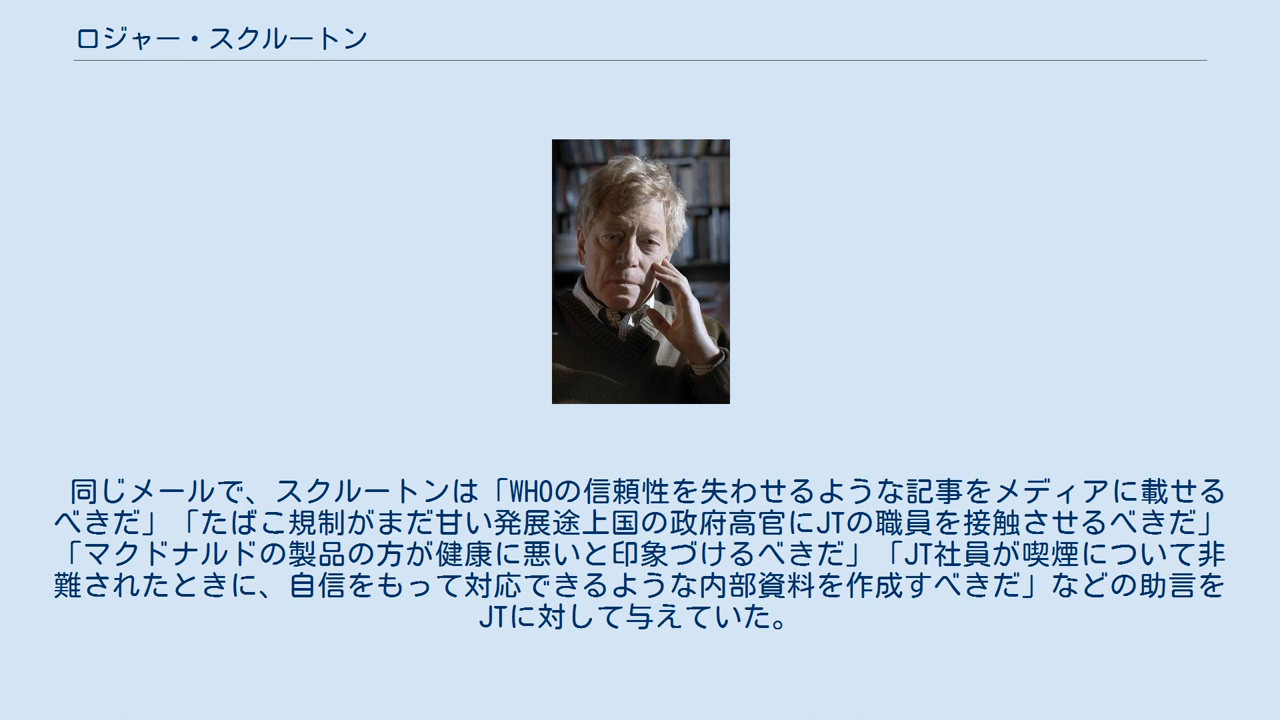 ロジャー・スクルートン
同じメールで、スクルートンは「WHOの信頼性を失わせるような記事をメディアに載せる
べきだ」「たばこ規制がまだ甘い発展途上国の政府高官にJTの職員を接触させるべきだ」
「マクドナルドの製品の方が健康に悪いと印象づけるべきだ」「JT社員が喫煙について非
難されたときに、自信をもって対応できるような内部資料を作成すべきだ」などの助言を
JTに対して与えていた。